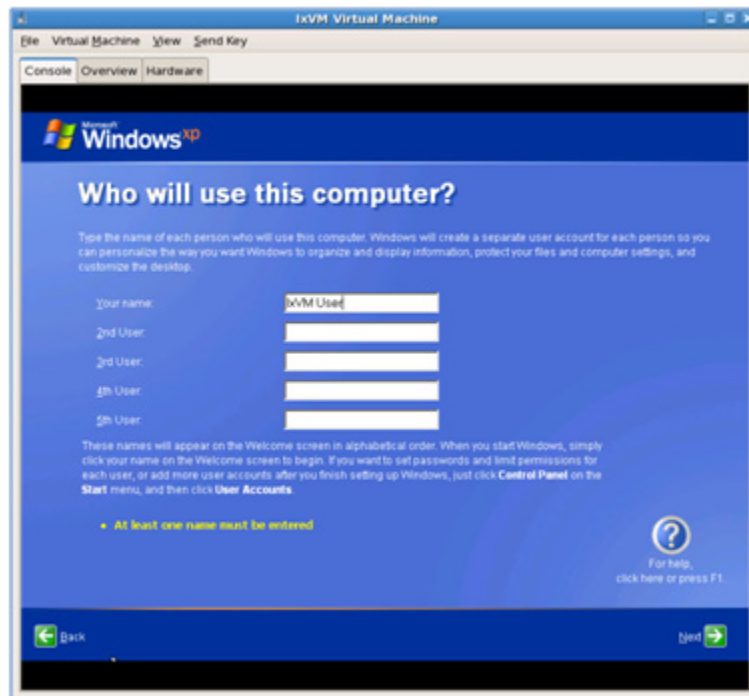 IxVM Virtual Machine
File Virtual Machine View Send Key
Console Overview Hardware
Microsoft
Windows xp
Who will use this computer?
Type the name of each person who will use this computer. Windows will create a separate user account for each person so you
can personalize the way you want Windows to organize and display information, protect your files and computer settings, and
customize the desktop.
Your name: IxVM User
2nd User:
3rd User:
4th User:
5th User:
These names will appear on the Welcome screen in alphabetical order. When you start Windows, simply
click your name on the Welcome screen to begin. If you want to set passwords and limit permissions for
each user, or add more user accounts after you finish setting up Windows, just click Control Panel on the
Start menu, and then click User Accounts.
• At least one name must be entered
?
For help,
click here or press F1.
Back
Next